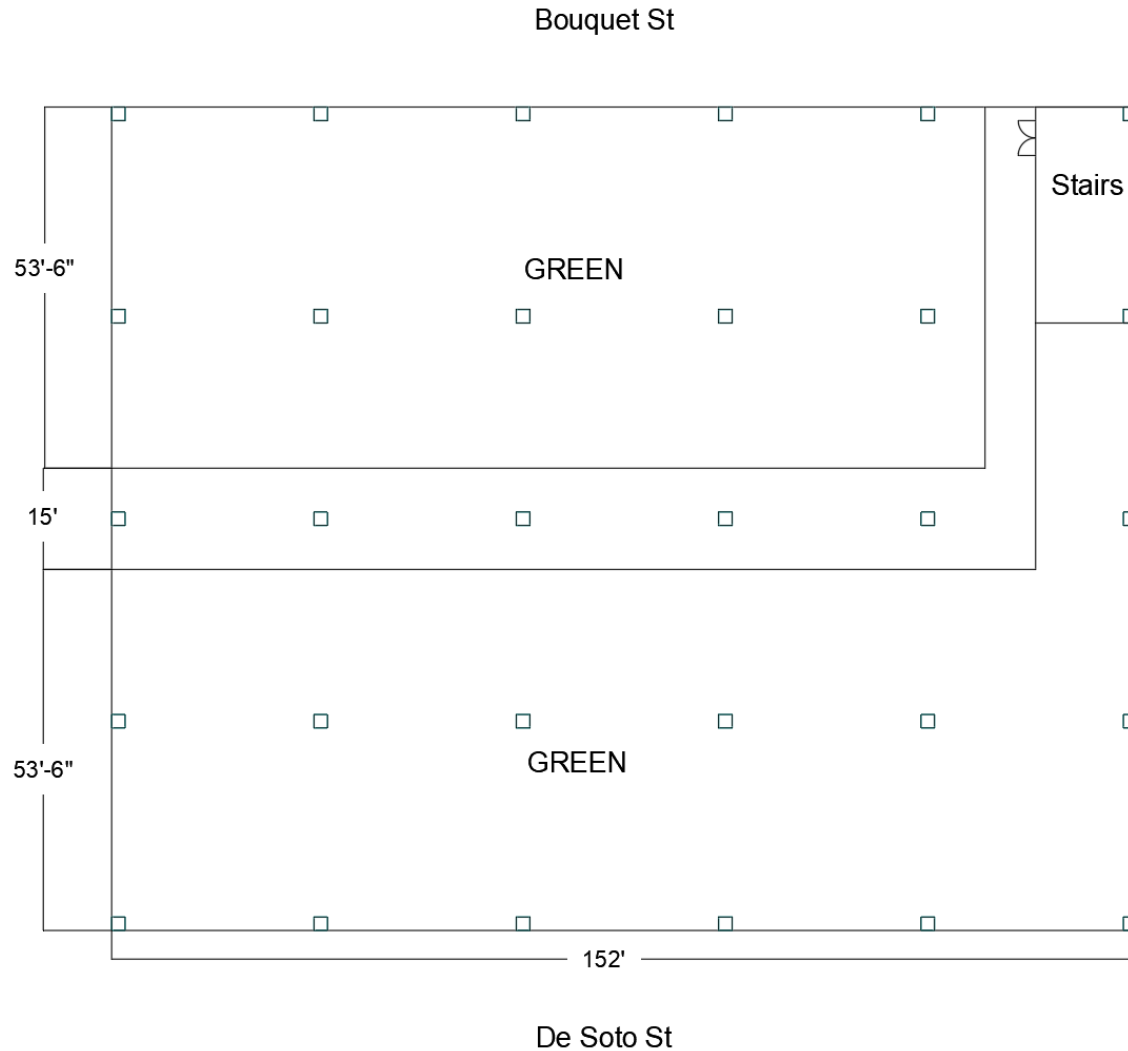 Bouquet St
Stairs
53'-6"
GREEN
15'
53'-6"
GREEN
152'
De Soto St